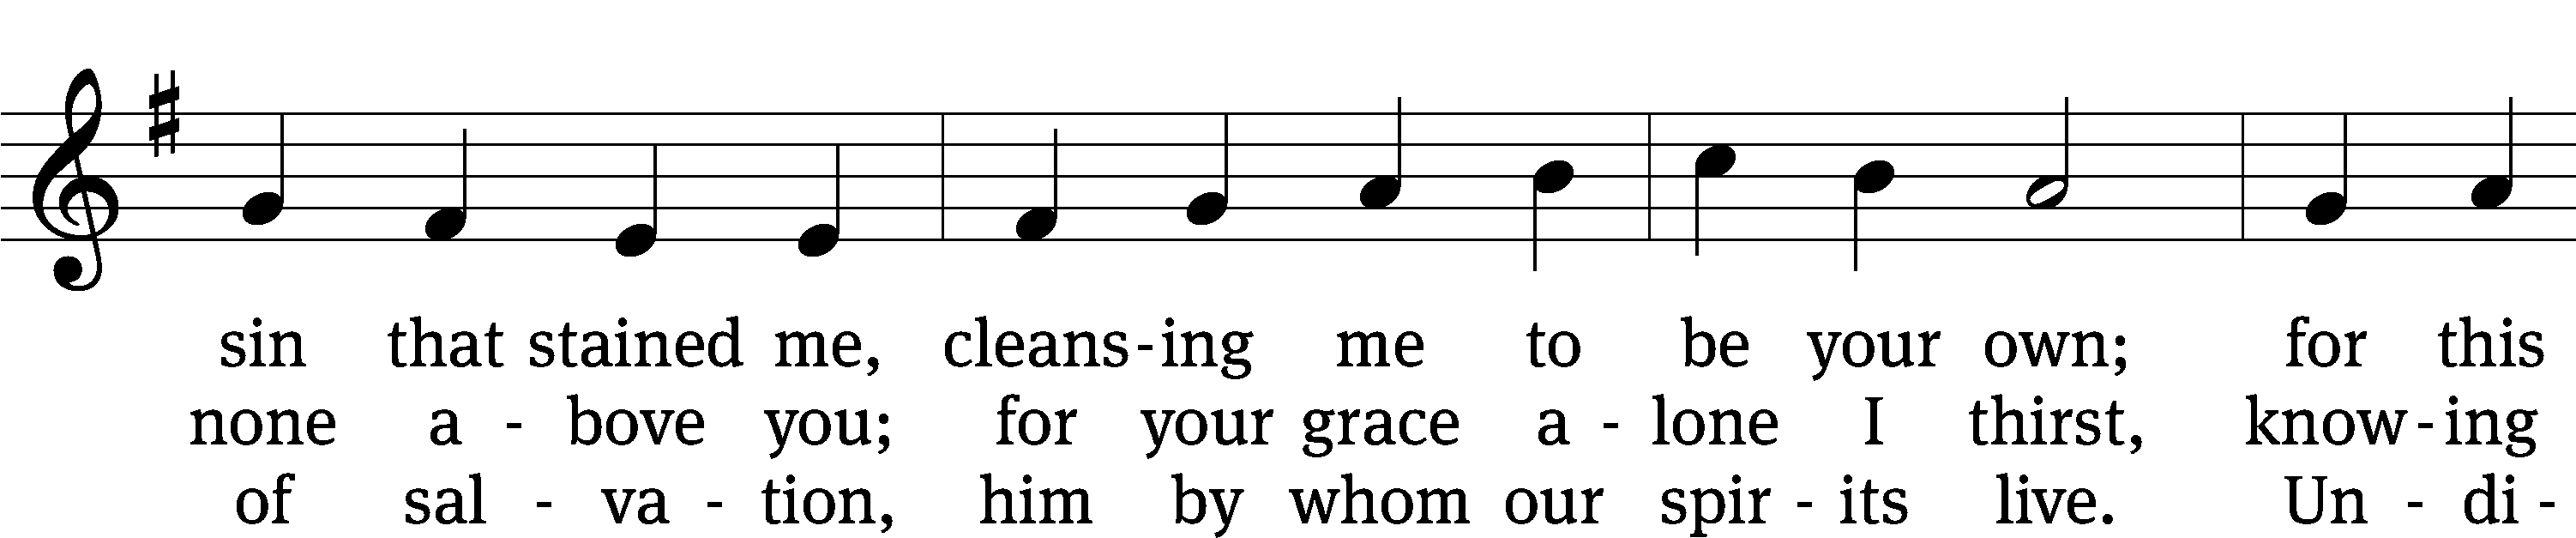 sin that stained me, cleans-ing me to be your own; for this
none a - bove you; for your grace a - lone I thirst, know-ing
of sal - va - tion, him by whom our spir - its live. Un - di -